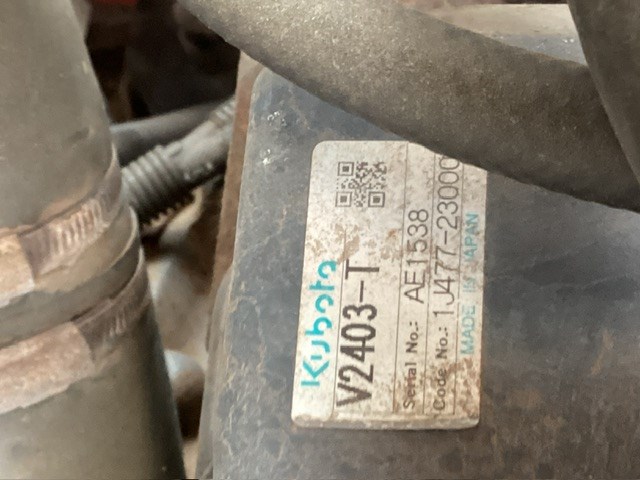 Kubota
V2403-T
Serial No.: AE1538
Code No.: 1J477-23000
MADE IN JAPAN